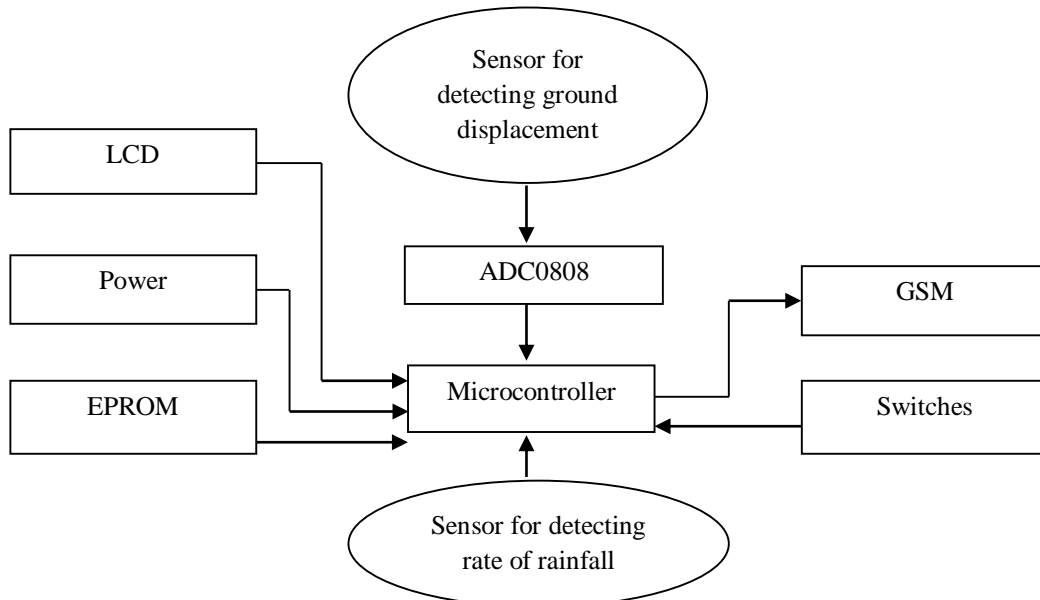 Sensor for
detecting ground
displacement
LCD
Power
ADC0808
GSM
EPROM
Microcontroller
Switches
Sensor for detecting
rate of rainfall